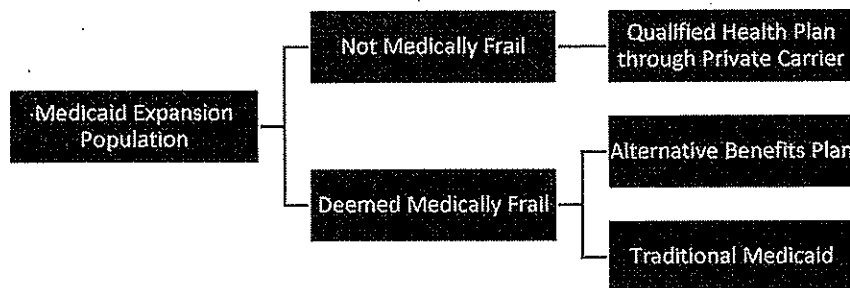 Not Medically Frail
Qualified Health Plan
through Private Carrier
Medicaid Expansion
Population
Alternative Benefits Plan
Deemed Medically Frail
Traditional Medicaid